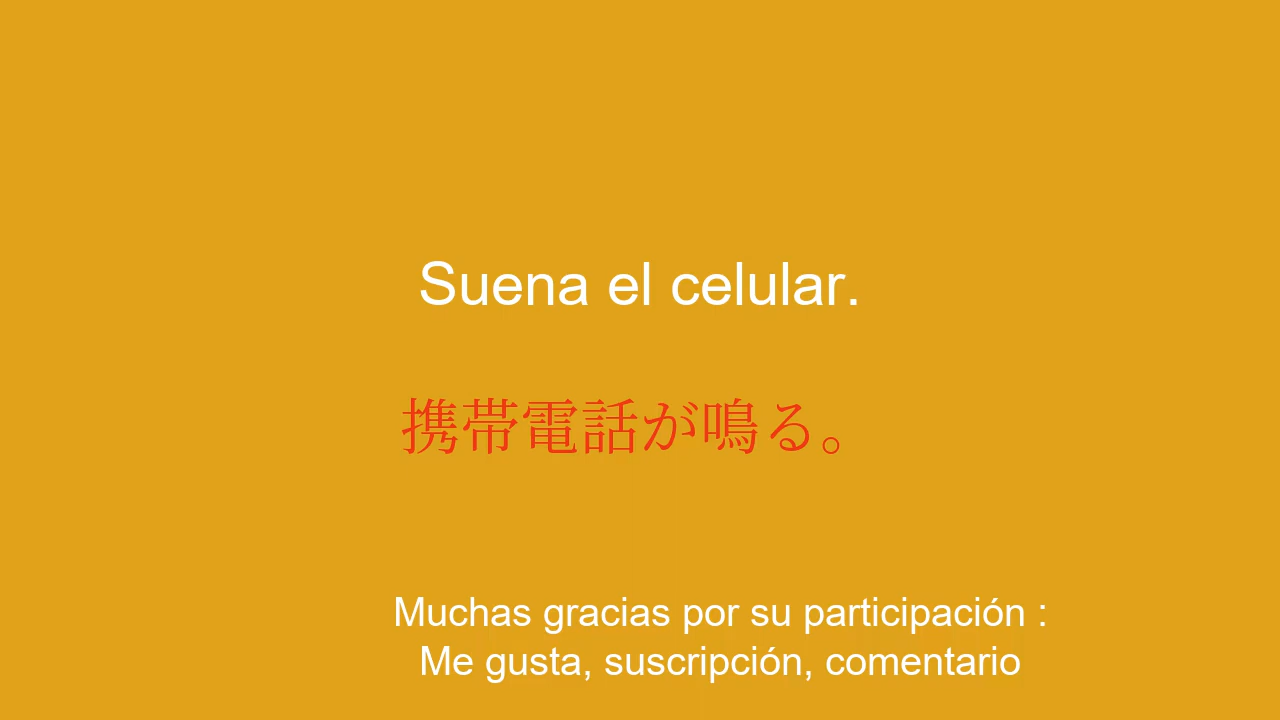 Suena el celular.
携帯電話が鳴る。
Muchas gracias por su participación :
Me gusta, suscripción, comentario